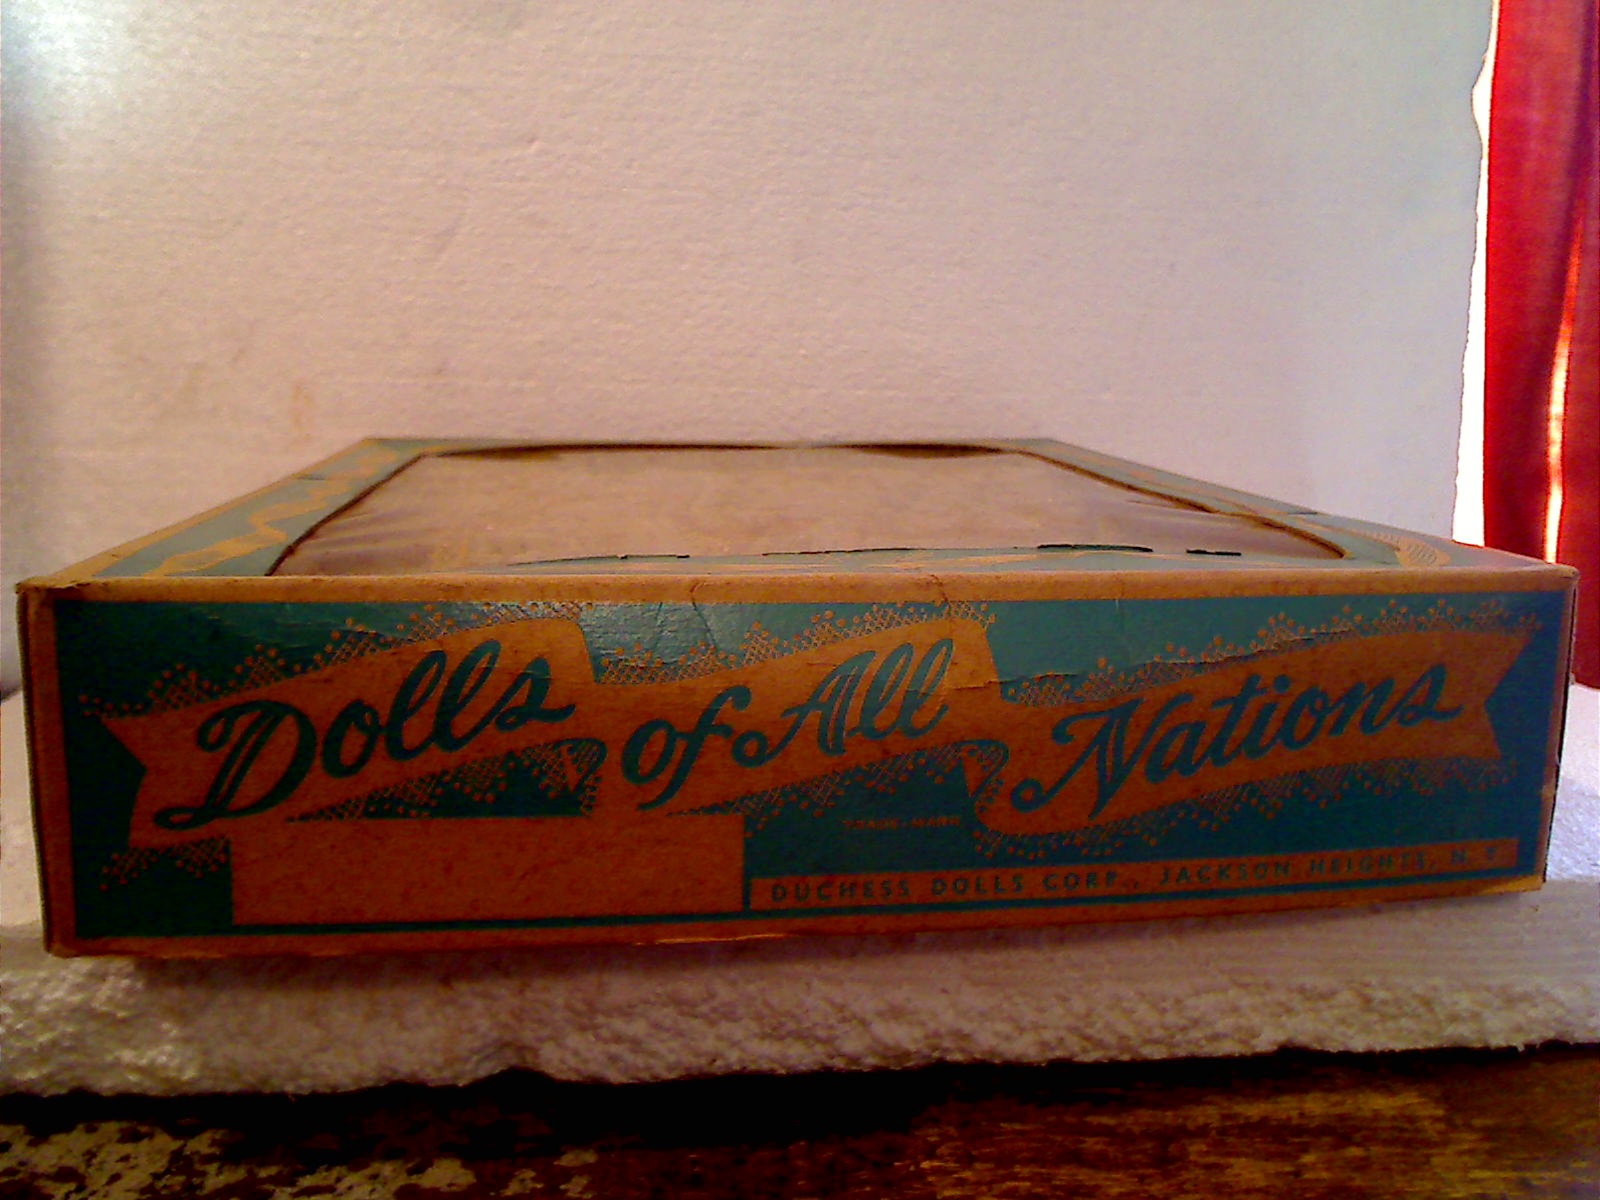 Dolls of All Nations
TRADE-MARK
DUCHESS DOLLS CORP., JACKSON HEIGHTS, N. Y.